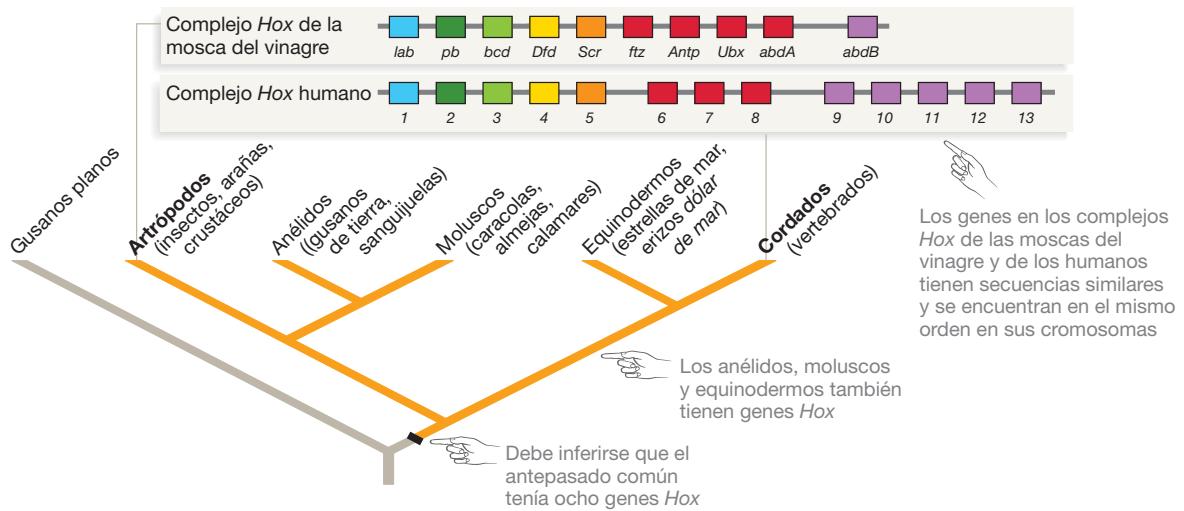 Complejo Hox de la
mosca del vinagre
lab pb bcd Dfd Scr ftz Antp Ubx abdA abdB
Complejo Hox humano
1 2 3 4 5 6 7 8 9 10 11 12 13
Gusanos planos
Artrópodos
(insectos, arañas,
crustáceos)
Anélidos
((gusanos
de tierra,
sanguijuelas)
Moluscos
(caracolas,
almejas,
calamares)
Equinodermos
(estrellas de mar,
erizos dólar
de mar)
Cordados
(vertebrados)
Los genes en los complejos
Hox de las moscas del
vinagre y de los humanos
tienen secuencias similares
y se encuentran en el mismo
orden en sus cromosomas
Los anélidos, moluscos
y equinodermos también
tienen genes Hox
Debe inferirse que el
antepasado común
tenía ocho genes Hox